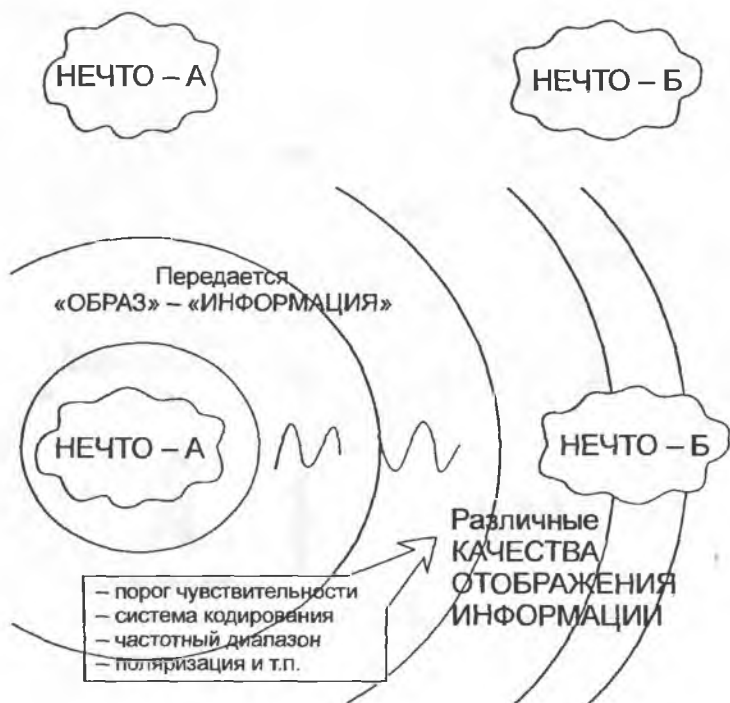 НЕЧТО – А
НЕЧТО – Б
Передается
«ОБРАЗ» – «ИНФОРМАЦИЯ»
НЕЧТО – А
НЕЧТО – Б
Различные
КАЧЕСТВА
ОТОБРАЖЕНИЯ
ИНФОРМАЦИИ
– порог чувствительности
– система кодирования
– частотный диапазон
– поляризация и т.п.